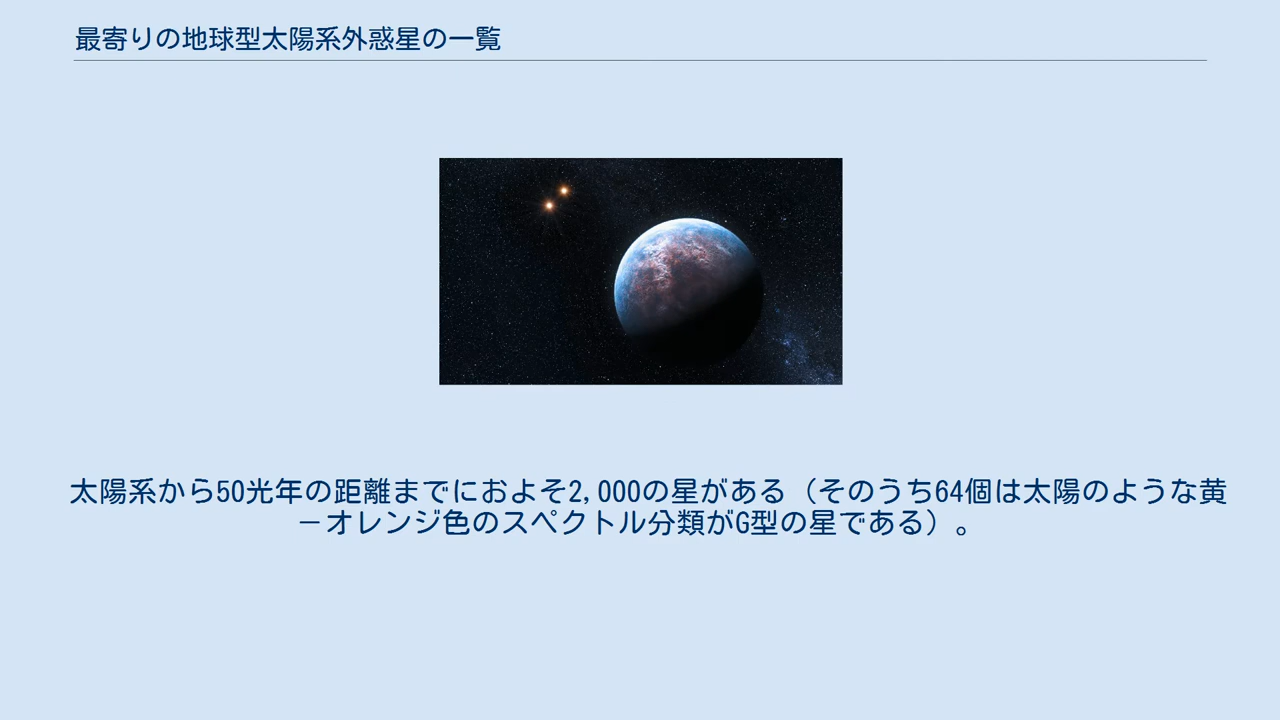 最寄りの地球型太陽系外惑星の一覧
太陽系から50光年の距離までにおよそ2,000の星がある（そのうち64個は太陽のような黄
－オレンジ色のスペクトル分類がG型の星である）。